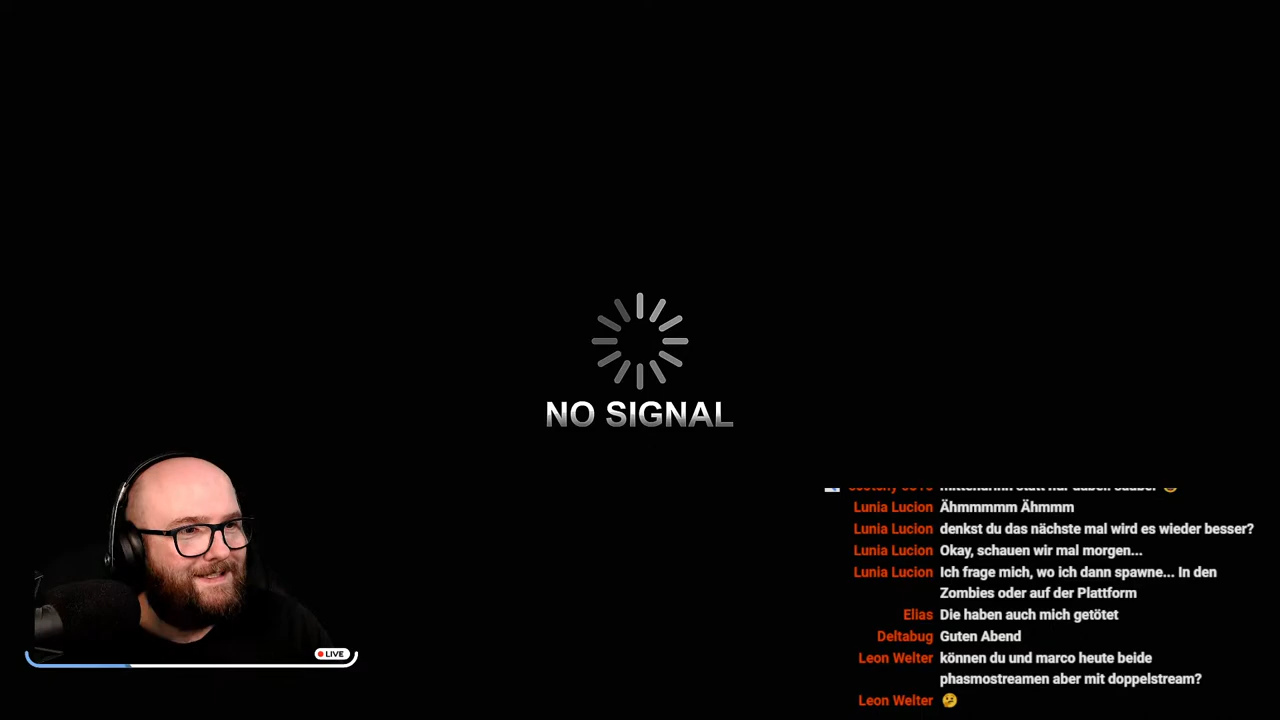 NO SIGNAL
Lunia Lucion Ähmmmmm Ähmmm
Lunia Lucion denkst du das nächste mal wird es wieder besser?
Lunia Lucion Okay, schauen wir mal morgen...
Lunia Lucion Ich frage mich, wo ich dann spawne... In den
Zombies oder auf der Plattform
Elias Die haben auch mich getötet
Deltabug Guten Abend
Leon Welter können du und marco heute beide
phasmostreamen aber mit doppelstream?
Leon Welter 🤔
LIVE